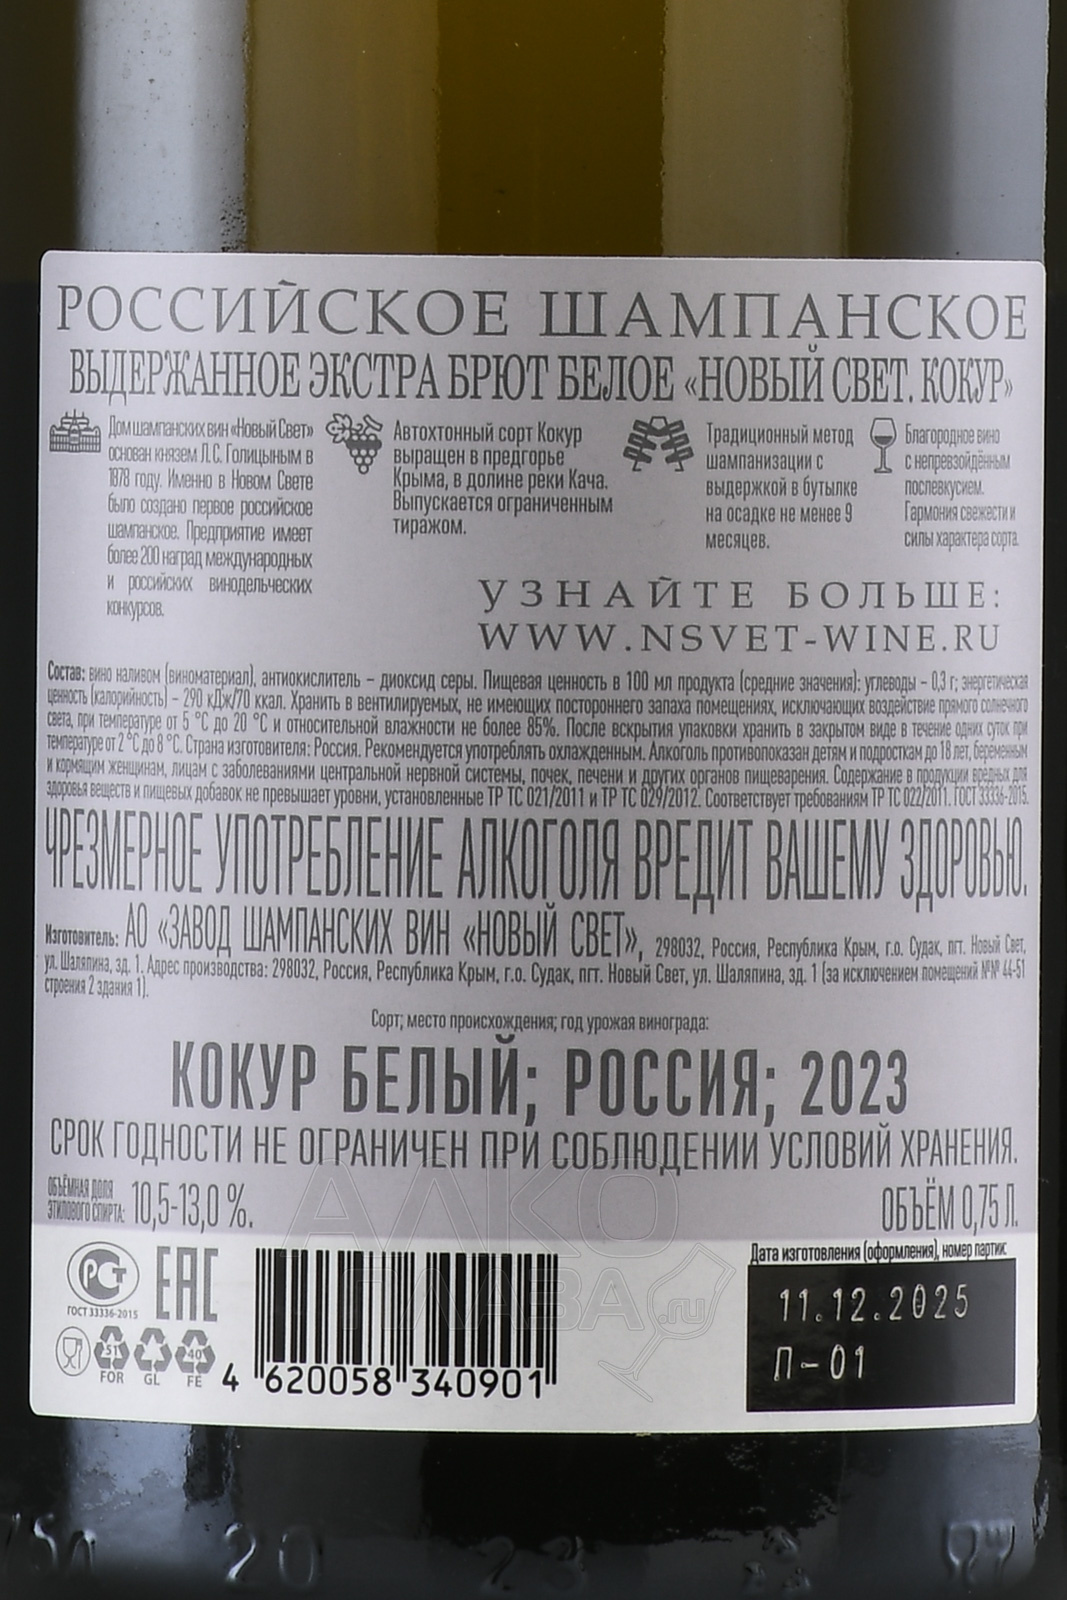 РОССИЙСКОЕ ШАМПАНСКОЕ
ВЫДЕРЖАННОЕ ЭКСТРА БРЮТ БЕЛОЕ «НОВЫЙ СВЕТ. КОКУР»
Дом шампанских вин «Новый Свет»
основан князем Л.С. Голицыным в
1878 году. Именно в Новом Свете
было создано первое российское
шампанское. Предприятие имеет
более 200 наград международных
и российских винодельческих
конкурсов.
Автохтонный сорт Кокур
выращен в предгорье
Крыма, в долине реки Кача.
Выпускается ограниченным
тиражом.
Традиционный метод
шампанизации с
выдержкой в бутылке
на осадке не менее 9
месяцев.
Благородное вино
с непревзойдённым
послевкусием.
Гармония свежести и
силы характера сорта.
УЗНАЙТЕ БОЛЬШЕ:
WWW.NSVET-WINE.RU
Состав: вино наливом (виноматериал), антиокислитель – диоксид серы. Пищевая ценность в 100 мл продукта (средние значения): углеводы – 0,3 г; энергетическая
ценность (калорийность) – 290 кДж/70 ккал. Хранить в вентилируемых, не имеющих постороннего запаха помещениях, исключающих воздействие прямого солнечного
света, при температуре от 5 °С до 20 °С и относительной влажности не более 85%. После вскрытия упаковки хранить в закрытом виде в течение одних суток при
температуре от 2 °С до 8 °С. Страна изготовителя: Россия. Рекомендуется употреблять охлажденным. Алкоголь противопоказан детям и подросткам до 18 лет, беременным
и кормящим женщинам, лицам с заболеваниями центральной нервной системы, почек, печени и других органов пищеварения. Содержание в продукции вредных для
здоровья веществ и пищевых добавок не превышает уровни, установленные ТР ТС 021/2011 и ТР ТС 029/2012. Соответствует требованиям ТР ТС 022/2011. ГОСТ 33336-2015.
ЧРЕЗМЕРНОЕ УПОТРЕБЛЕНИЕ АЛКОГОЛЯ ВРЕДИТ ВАШЕМУ ЗДОРОВЬЮ.
Изготовитель: АО «ЗАВОД ШАМПАНСКИХ ВИН «НОВЫЙ СВЕТ», 298032, Россия, Республика Крым, г.о. Судак, пгт. Новый Свет,
ул. Шаляпина, зд. 1. Адрес производства: 298032, Россия, Республика Крым, г.о. Судак, пгт. Новый Свет, ул. Шаляпина, зд. 1 (за исключением помещений №№ 44-51
строения 2 здания 1).
Сорт; место происхождения; год урожая винограда:
КОКУР БЕЛЫЙ; РОССИЯ; 2023
СРОК ГОДНОСТИ НЕ ОГРАНИЧЕН ПРИ СОБЛЮДЕНИИ УСЛОВИЙ ХРАНЕНИЯ.
ОБЪЁМНАЯ ДОЛЯ
ЭТИЛОВОГО СПИРТА: 10,5-13,0 %.
ОБЪЁМ 0,75 Л.
АЛКО
ПЛАВА.ru
РСТ
ГОСТ 33336-2015
EAC
51 40
FOR GL FE
4 620058 340901
Дата изготовления (оформления), номер партии:
11.12.2025
П-01
75л 20 23